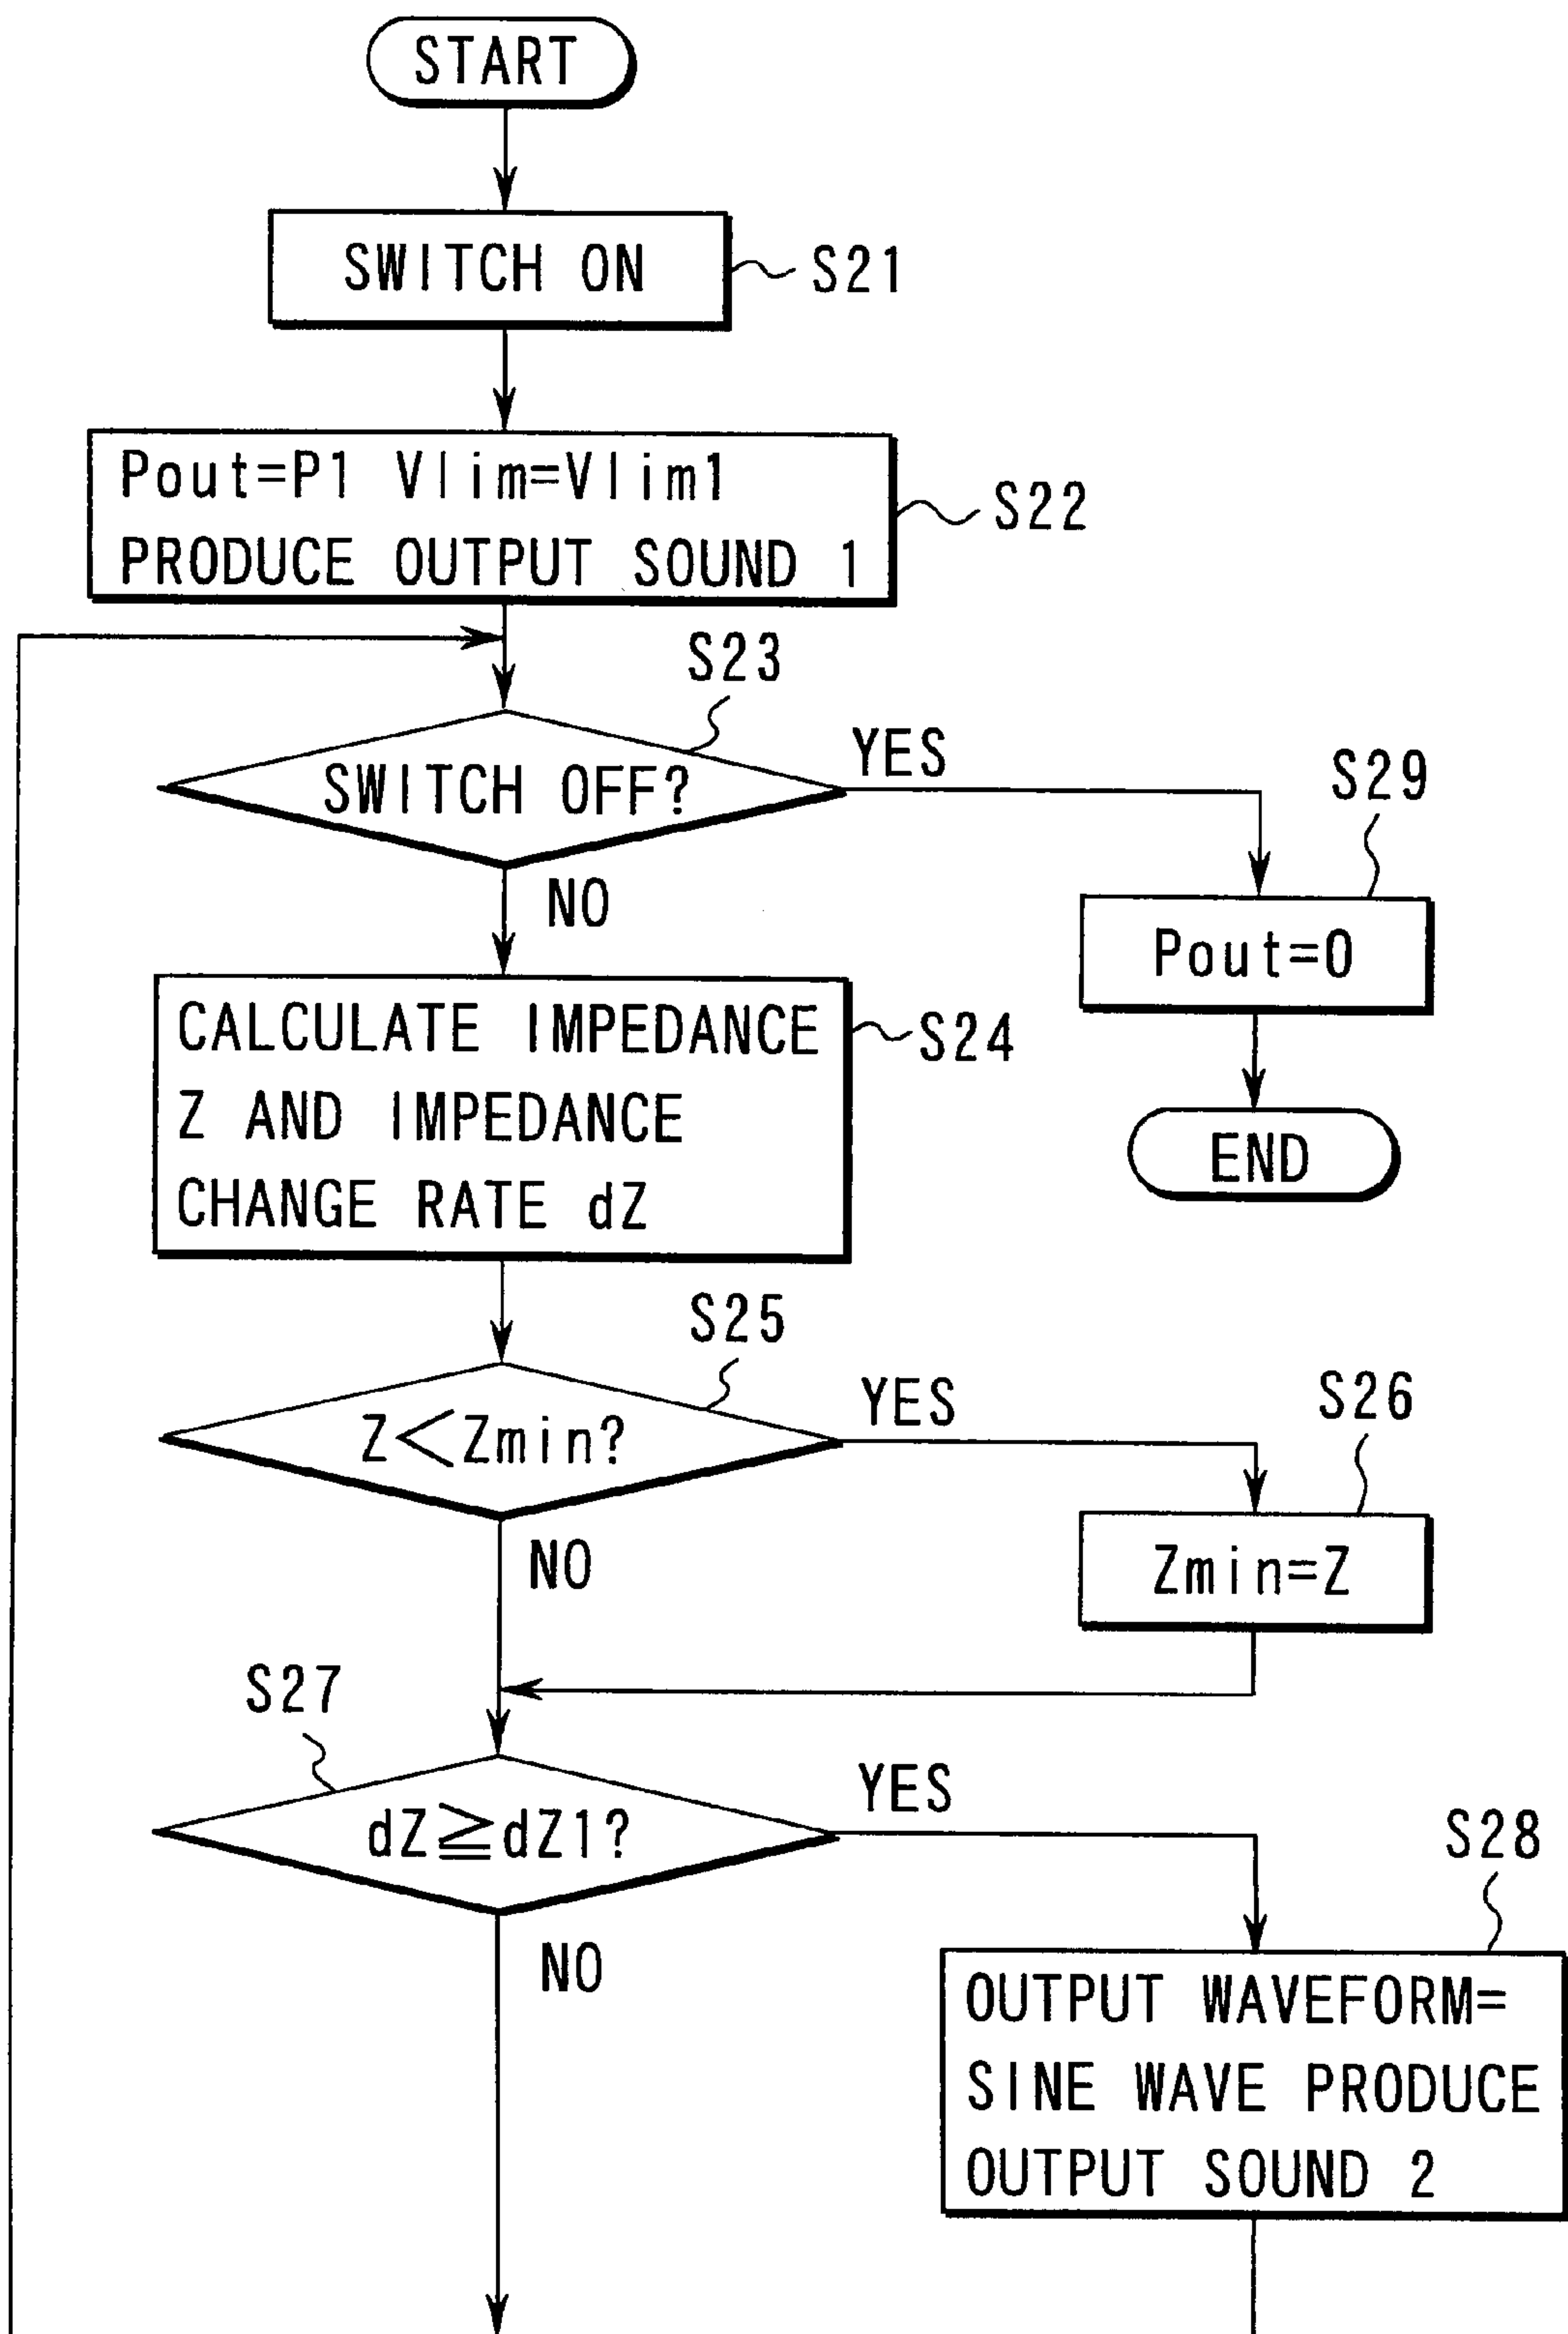 START
SWITCH ON
S21
Pout=P1 Vlim=Vlim1
PRODUCE OUTPUT SOUND 1
S22
S23
SWITCH OFF?
YES
NO
S29
Pout=0
END
CALCULATE IMPEDANCE
Z AND IMPEDANCE
CHANGE RATE dZ
S24
S25
Z<Zmin?
YES
NO
S26
Zmin=Z
S27
dZ≧dZ1?
YES
NO
S28
OUTPUT WAVEFORM=
SINE WAVE PRODUCE
OUTPUT SOUND 2